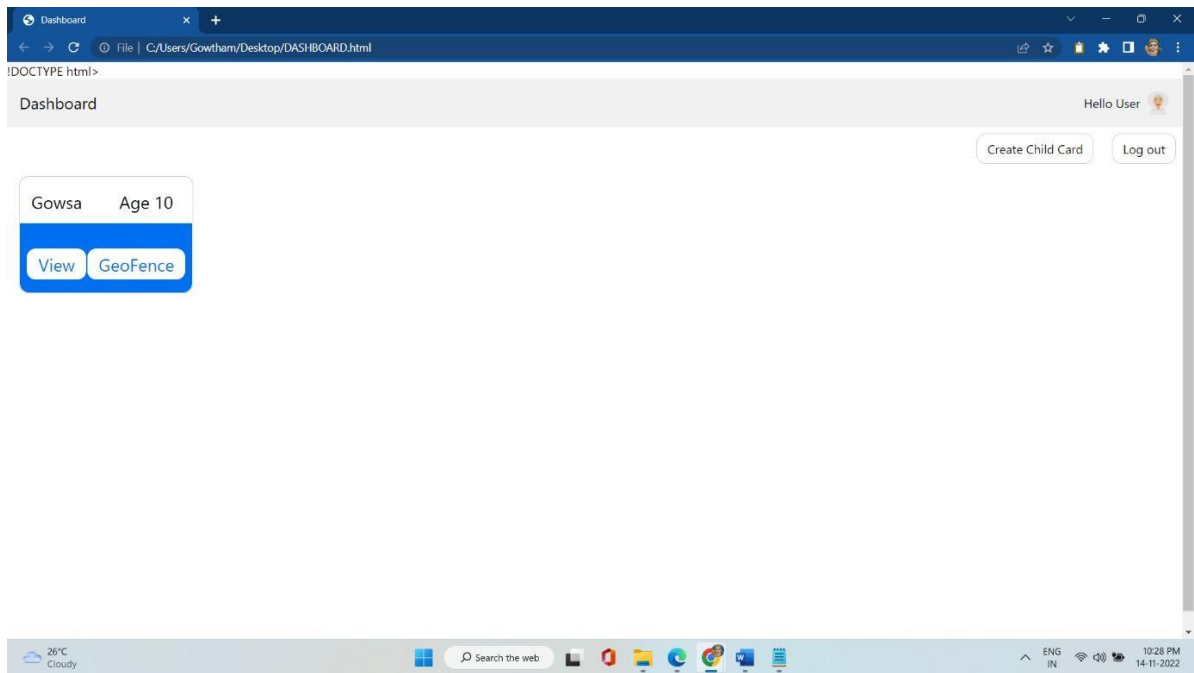 Dashboard
File | C:/Users/Gowtham/Desktop/DASHBOARD.html
!DOCTYPE html>
Dashboard
Hello User
Create Child Card
Log out
Gowsa Age 10
View GeoFence
26°C
Cloudy
Search the web
ENG
IN
10:28 PM
14-11-2022